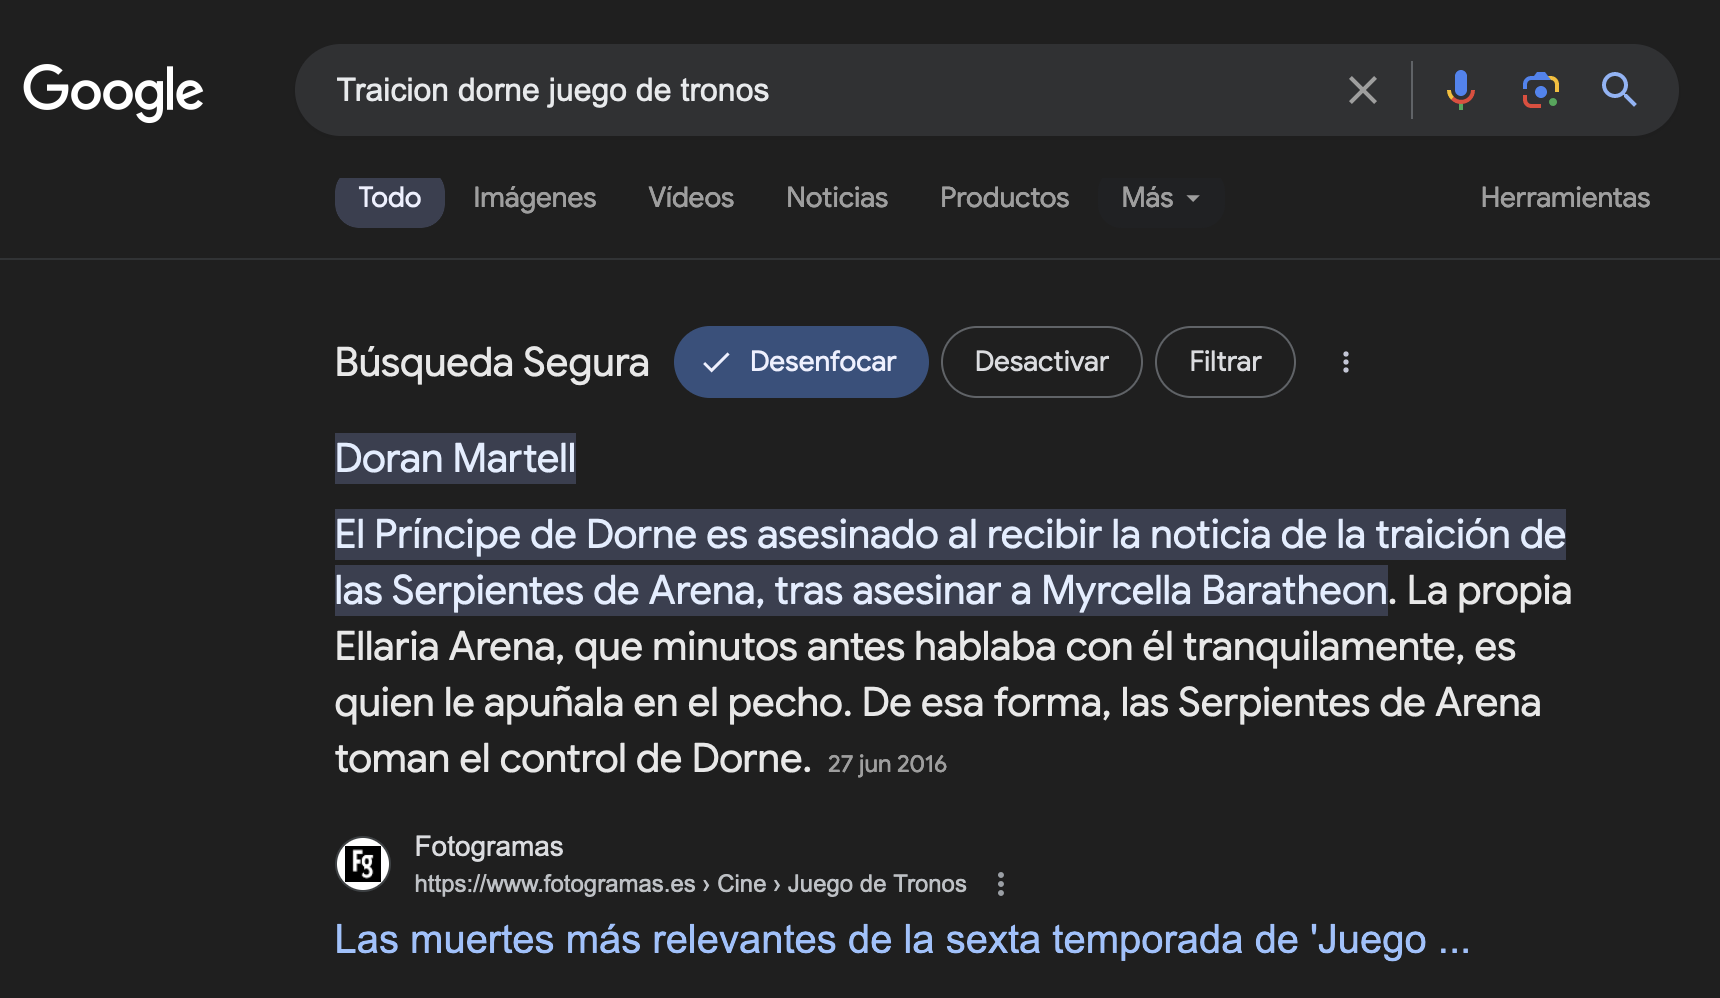 Google
Traicion dorne juego de tronos
Todo Imágenes Vídeos Noticias Productos Más Herramientas
Búsqueda Segura Desenfocar Desactivar Filtrar
Doran Martell
El Príncipe de Dorne es asesinado al recibir la noticia de la traición de
las Serpientes de Arena, tras asesinar a Myrcella Baratheon. La propia
Ellaria Arena, que minutos antes hablaba con él tranquilamente, es
quien le apuñala en el pecho. De esa forma, las Serpientes de Arena
toman el control de Dorne. 27 jun 2016
Fg
Fotogramas
https://www.fotogramas.es › Cine › Juego de Tronos
Las muertes más relevantes de la sexta temporada de 'Juego ...